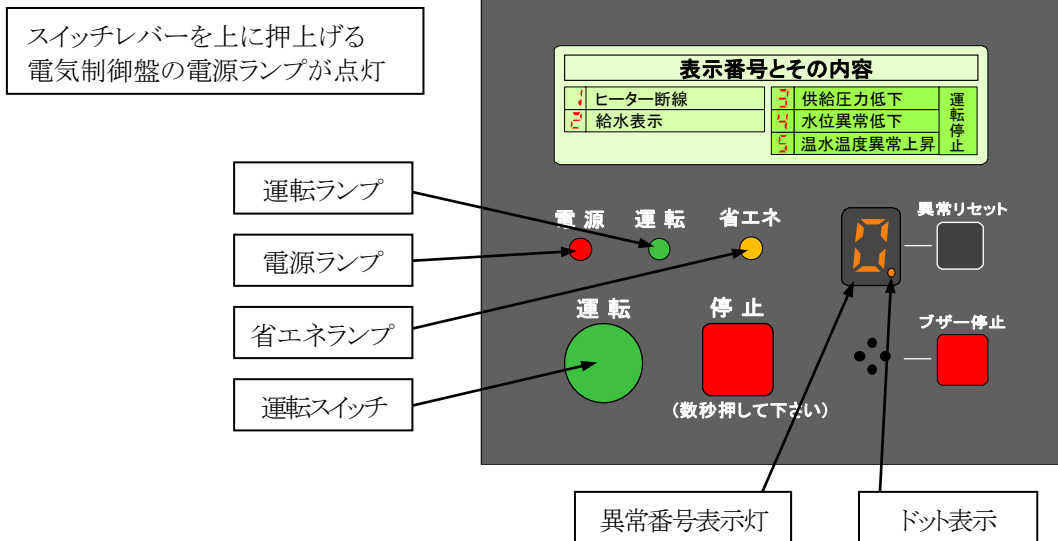 スイッチレバーを上に押上げる
電気制御盤の電源ランプが点灯
表示番号とその内容
1 ヒーター断線
2 給水表示
3 供給圧力低下
4 水位異常低下
5 温水温度異常上昇
運転停止
運転ランプ
電源ランプ
省エネランプ
運転スイッチ
電源 運転 省エネ
0.
異常リセット
運転 停止
ブザー停止
(数秒押して下さい)
異常番号表示灯
ドット表示